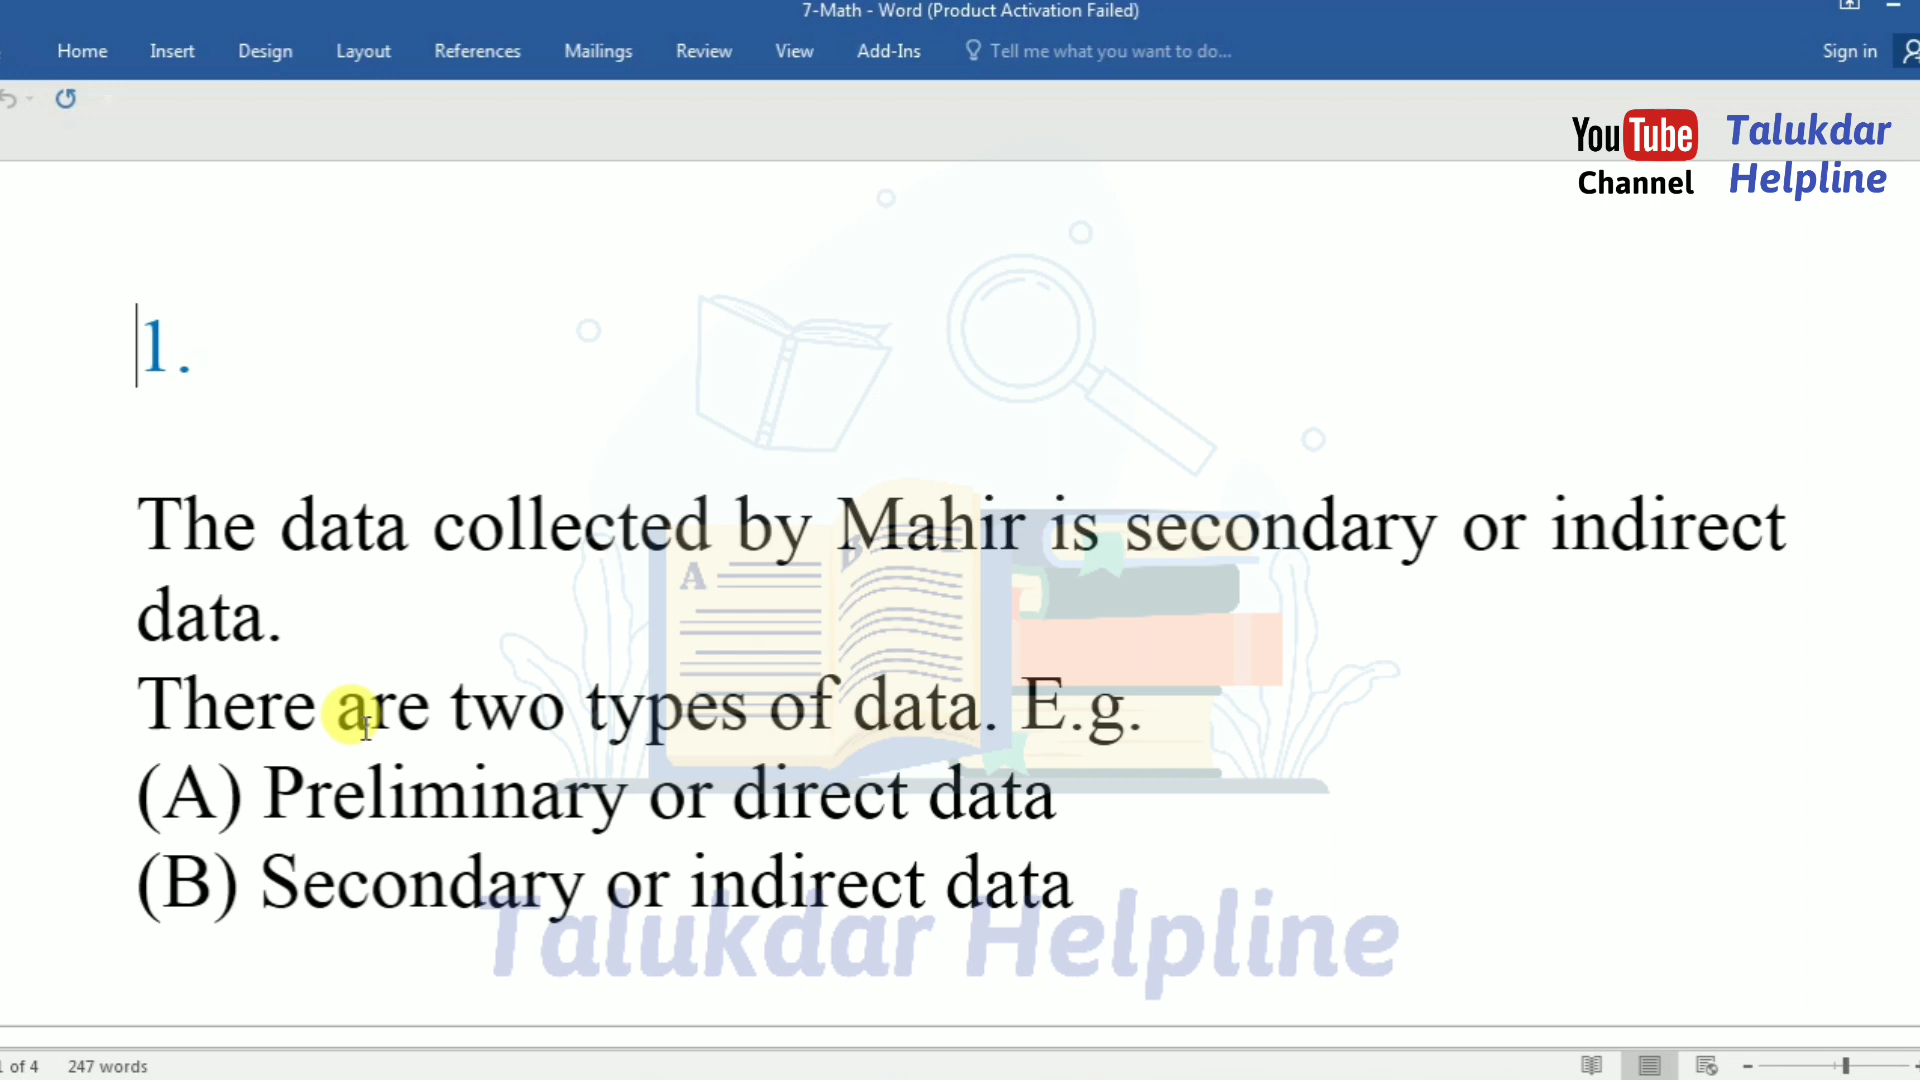 7-Math - Word (Product Activation Failed)
Home Insert Design Layout References Mailings Review View Add-Ins Tell me what you want to do... Sign in
YouTube Channel
Talukdar Helpline
1.
The data collected by Mahir is secondary or indirect
data.
There are two types of data. E.g.
(A) Preliminary or direct data
(B) Secondary or indirect data
A
B
Talukdar Helpline
1 of 4 247 words